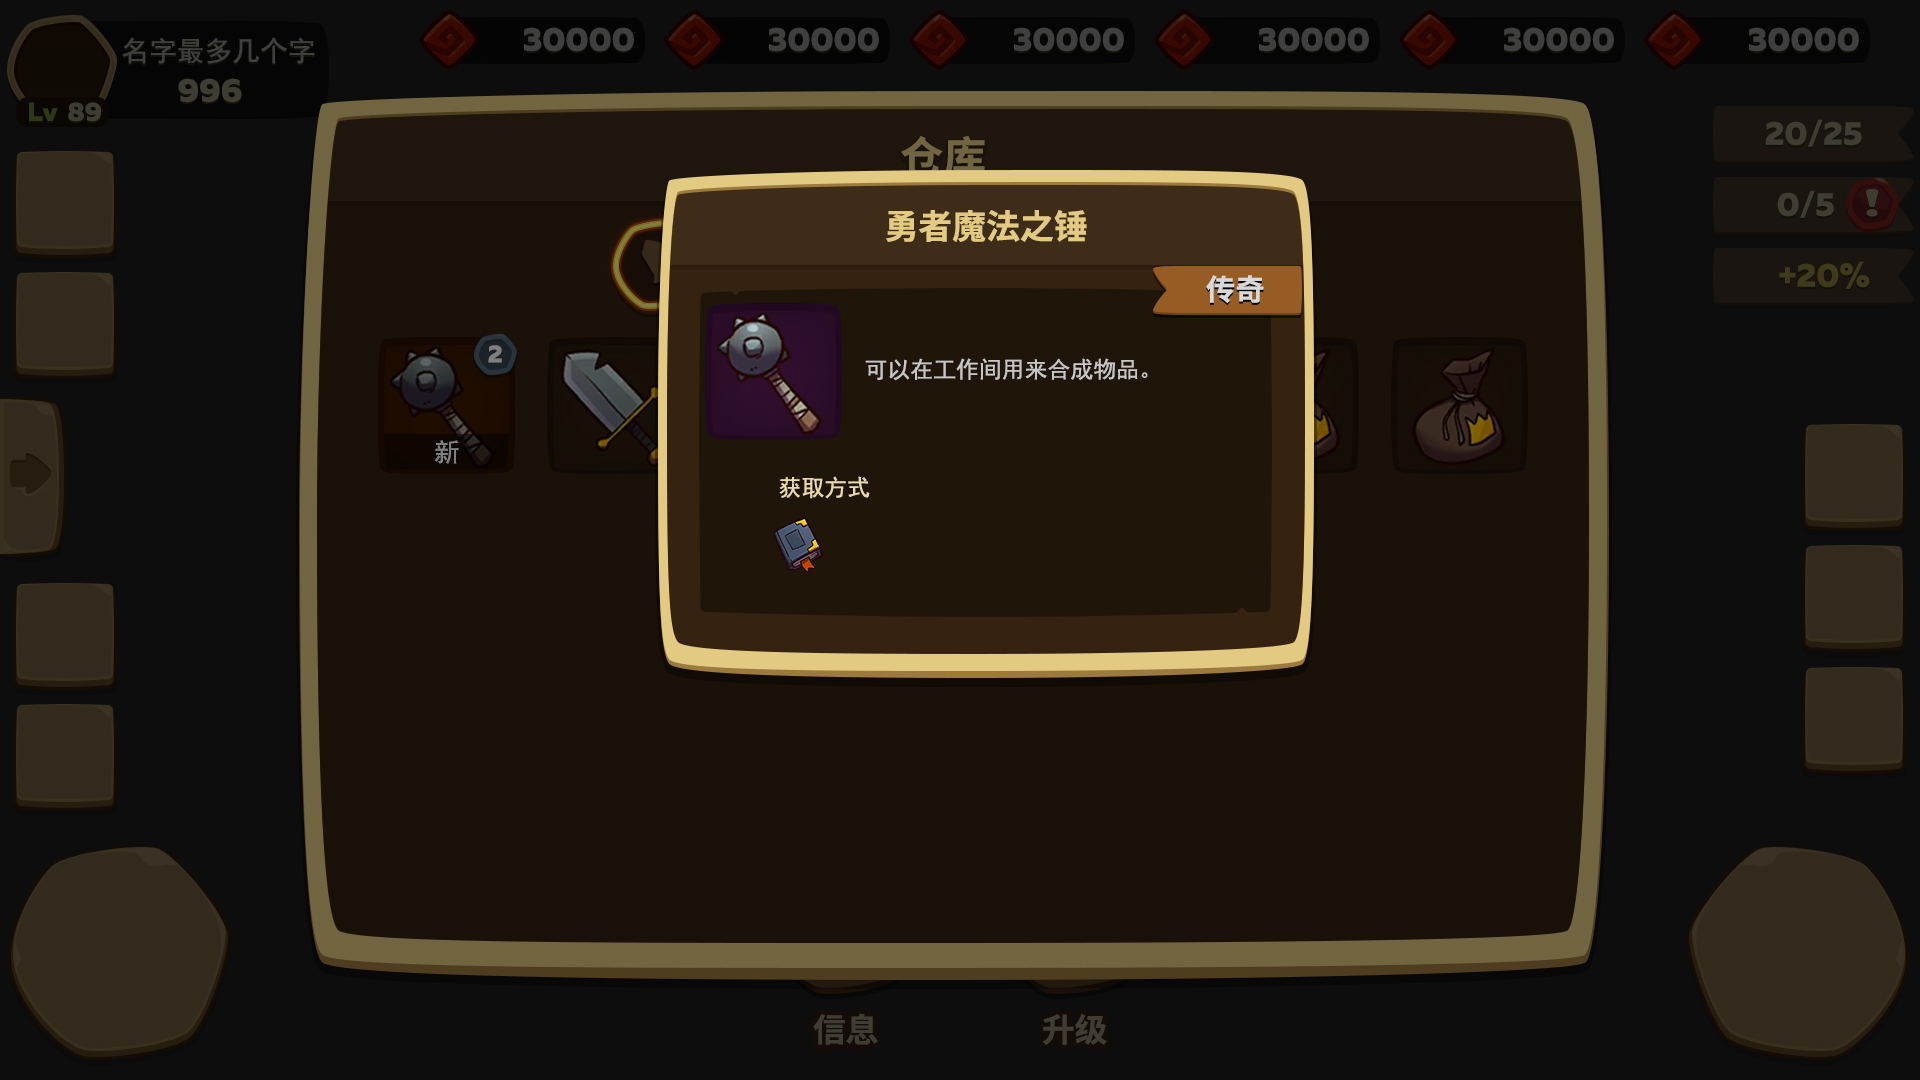 名字最多几个字
996
Lv 89
30000
30000
30000
30000
30000
30000
20/25
0/5
+20%
仓库
勇者魔法之锤
传奇
可以在工作间用来合成物品。
获取方式
2
新
信息
升级